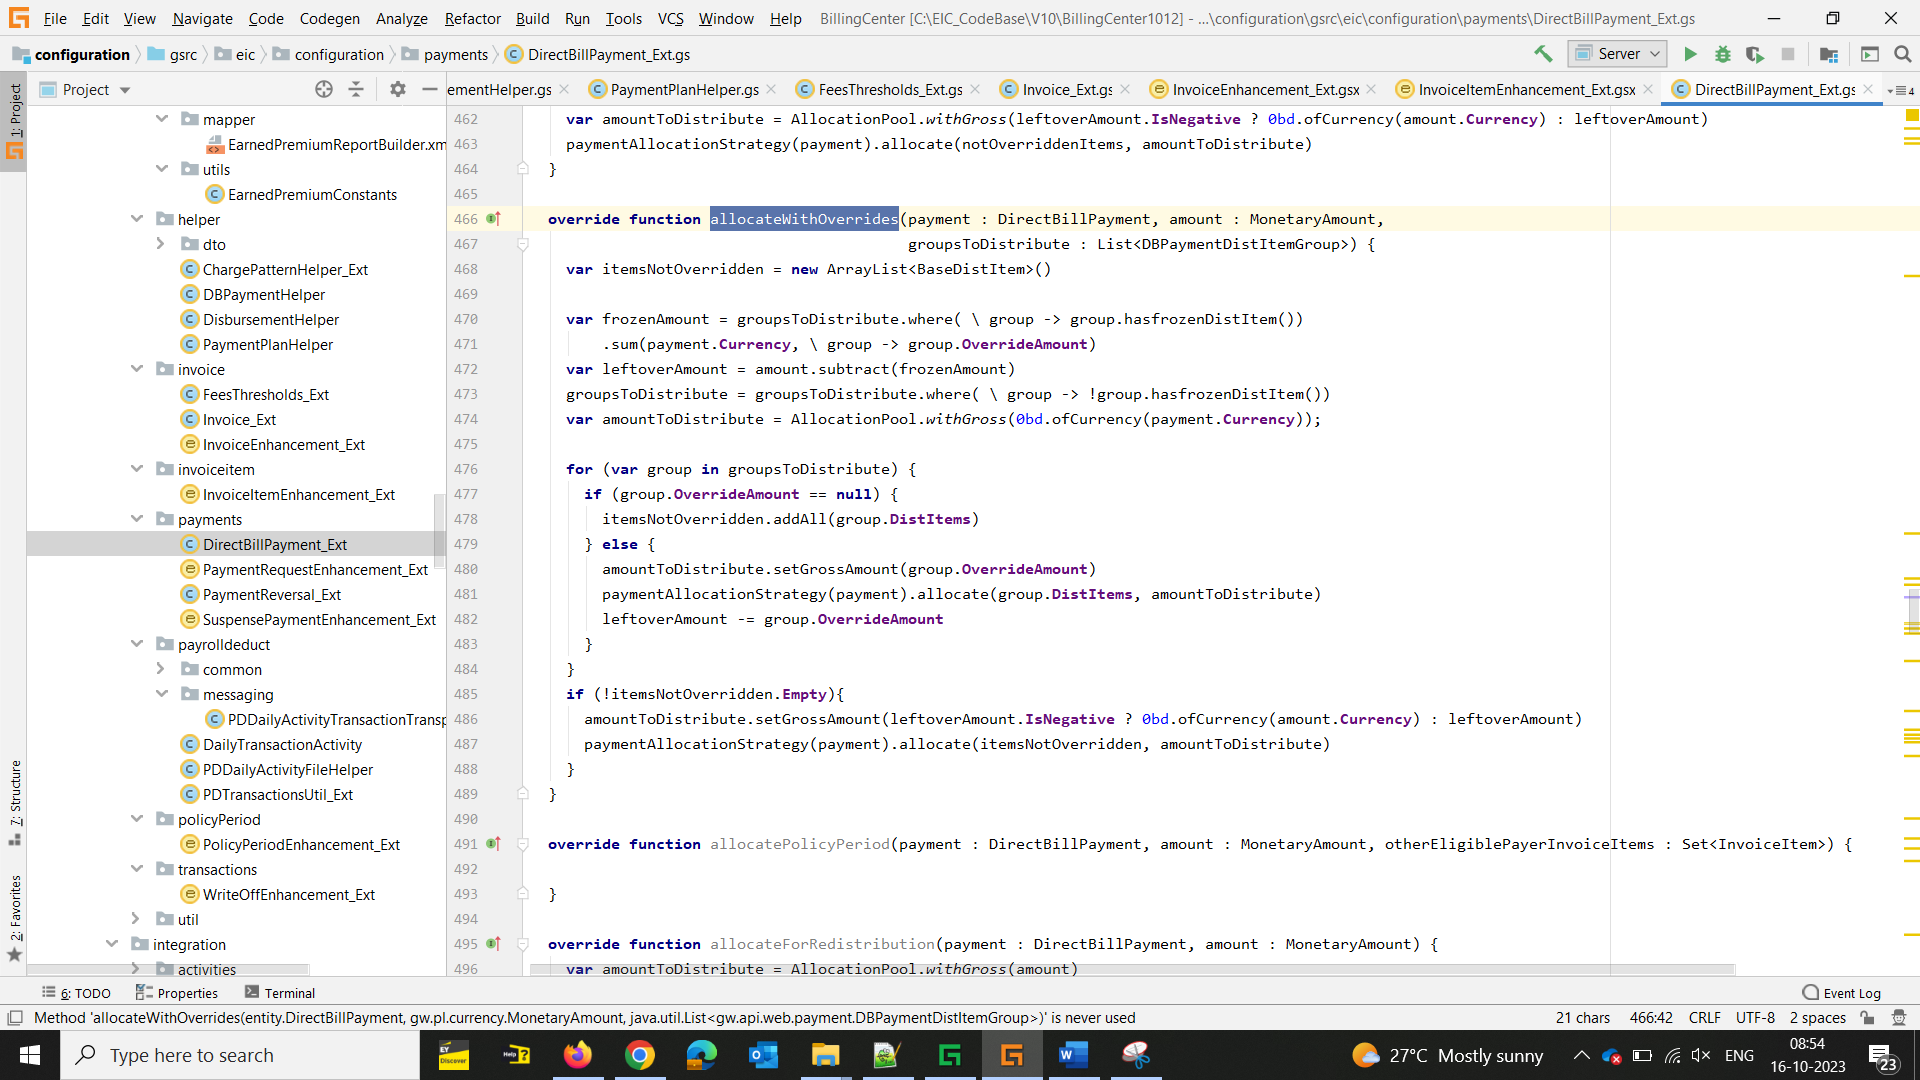 File Edit View Navigate Code Codegen Analyze Refactor Build Run Tools VCS Window Help BillingCenter [C:\EIC_CodeBase\V10\BillingCenter1012] - ...\configuration\gsrc\eic\configuration\payments\DirectBillPayment_Ext.gs
configuration gsrc eic configuration payments DirectBillPayment_Ext.gs Server
Project
ementHelper.gs PaymentPlanHelper.gs FeesThresholds_Ext.gs Invoice_Ext.gs InvoiceEnhancement_Ext.gsx InvoiceItemEnhancement_Ext.gsx DirectBillPayment_Ext.gs 4
1: Project
7: Structure
2: Favorites
mapper
EarnedPremiumReportBuilder.xm
utils
EarnedPremiumConstants
helper
dto
ChargePatternHelper_Ext
DBPaymentHelper
DisbursementHelper
PaymentPlanHelper
invoice
FeesThresholds_Ext
Invoice_Ext
InvoiceEnhancement_Ext
invoiceitem
InvoiceItemEnhancement_Ext
payments
DirectBillPayment_Ext
PaymentRequestEnhancement_Ext
PaymentReversal_Ext
SuspensePaymentEnhancement_Ext
payrolldeduct
common
messaging
PDDailyActivityTransactionTransp
DailyTransactionActivity
PDDailyActivityFileHelper
PDTransactionsUtil_Ext
policyPeriod
PolicyPeriodEnhancement_Ext
transactions
WriteOffEnhancement_Ext
util
integration
activities
462 var amountToDistribute = AllocationPool.withGross(leftoverAmount.IsNegative ? 0bd.ofCurrency(amount.Currency) : leftoverAmount)
463 paymentAllocationStrategy(payment).allocate(notOverriddenItems, amountToDistribute)
464 }
465
466 override function allocateWithOverrides(payment : DirectBillPayment, amount : MonetaryAmount,
467 groupsToDistribute : List<DBPaymentDistItemGroup>) {
468 var itemsNotOverridden = new ArrayList<BaseDistItem>()
469
470 var frozenAmount = groupsToDistribute.where( \ group -> group.hasfrozenDistItem())
471 .sum(payment.Currency, \ group -> group.OverrideAmount)
472 var leftoverAmount = amount.subtract(frozenAmount)
473 groupsToDistribute = groupsToDistribute.where( \ group -> !group.hasfrozenDistItem())
474 var amountToDistribute = AllocationPool.withGross(0bd.ofCurrency(payment.Currency));
475
476 for (var group in groupsToDistribute) {
477 if (group.OverrideAmount == null) {
478 itemsNotOverridden.addAll(group.DistItems)
479 } else {
480 amountToDistribute.setGrossAmount(group.OverrideAmount)
481 paymentAllocationStrategy(payment).allocate(group.DistItems, amountToDistribute)
482 leftoverAmount -= group.OverrideAmount
483 }
484 }
485 if (!itemsNotOverridden.Empty){
486 amountToDistribute.setGrossAmount(leftoverAmount.IsNegative ? 0bd.ofCurrency(amount.Currency) : leftoverAmount)
487 paymentAllocationStrategy(payment).allocate(itemsNotOverridden, amountToDistribute)
488 }
489 }
490
491 override function allocatePolicyPeriod(payment : DirectBillPayment, amount : MonetaryAmount, otherEligiblePayerInvoiceItems : Set<InvoiceItem>) {
492
493 }
494
495 override function allocateForRedistribution(payment : DirectBillPayment, amount : MonetaryAmount) {
496 var amountToDistribute = AllocationPool.withGross(amount)
6: TODO Properties Terminal Event Log
Method 'allocateWithOverrides(entity.DirectBillPayment, gw.pl.currency.MonetaryAmount, java.util.List<gw.api.web.payment.DBPaymentDistItemGroup>)' is never used 21 chars 466:42 CRLF UTF-8 2 spaces
Type here to search EY Discover Help ? 27°C Mostly sunny ENG 08:54
16-10-2023 23